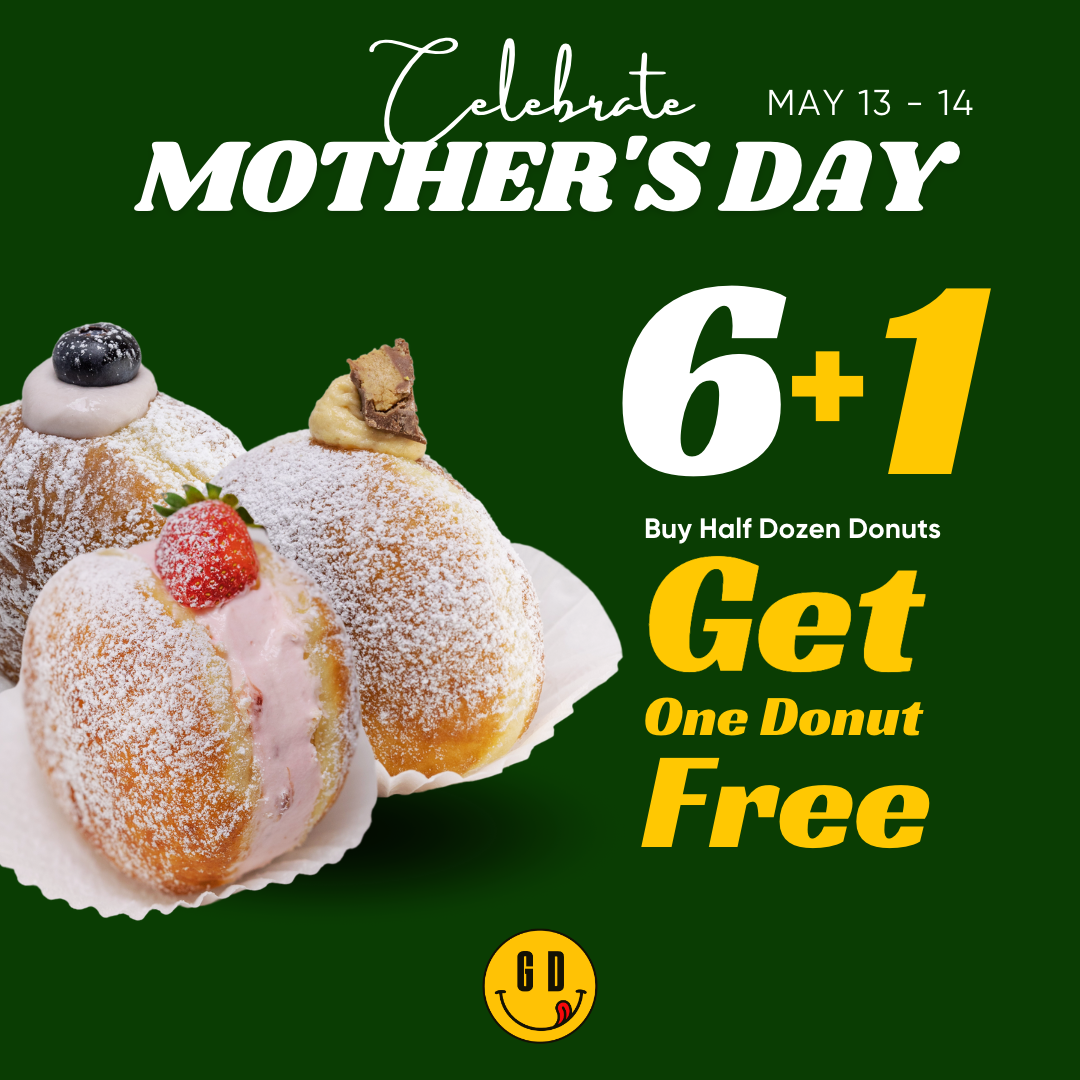 Celebrate
MAY 13 - 14
MOTHER'S DAY
6+1
Buy Half Dozen Donuts
Get
One Donut
Free
G D